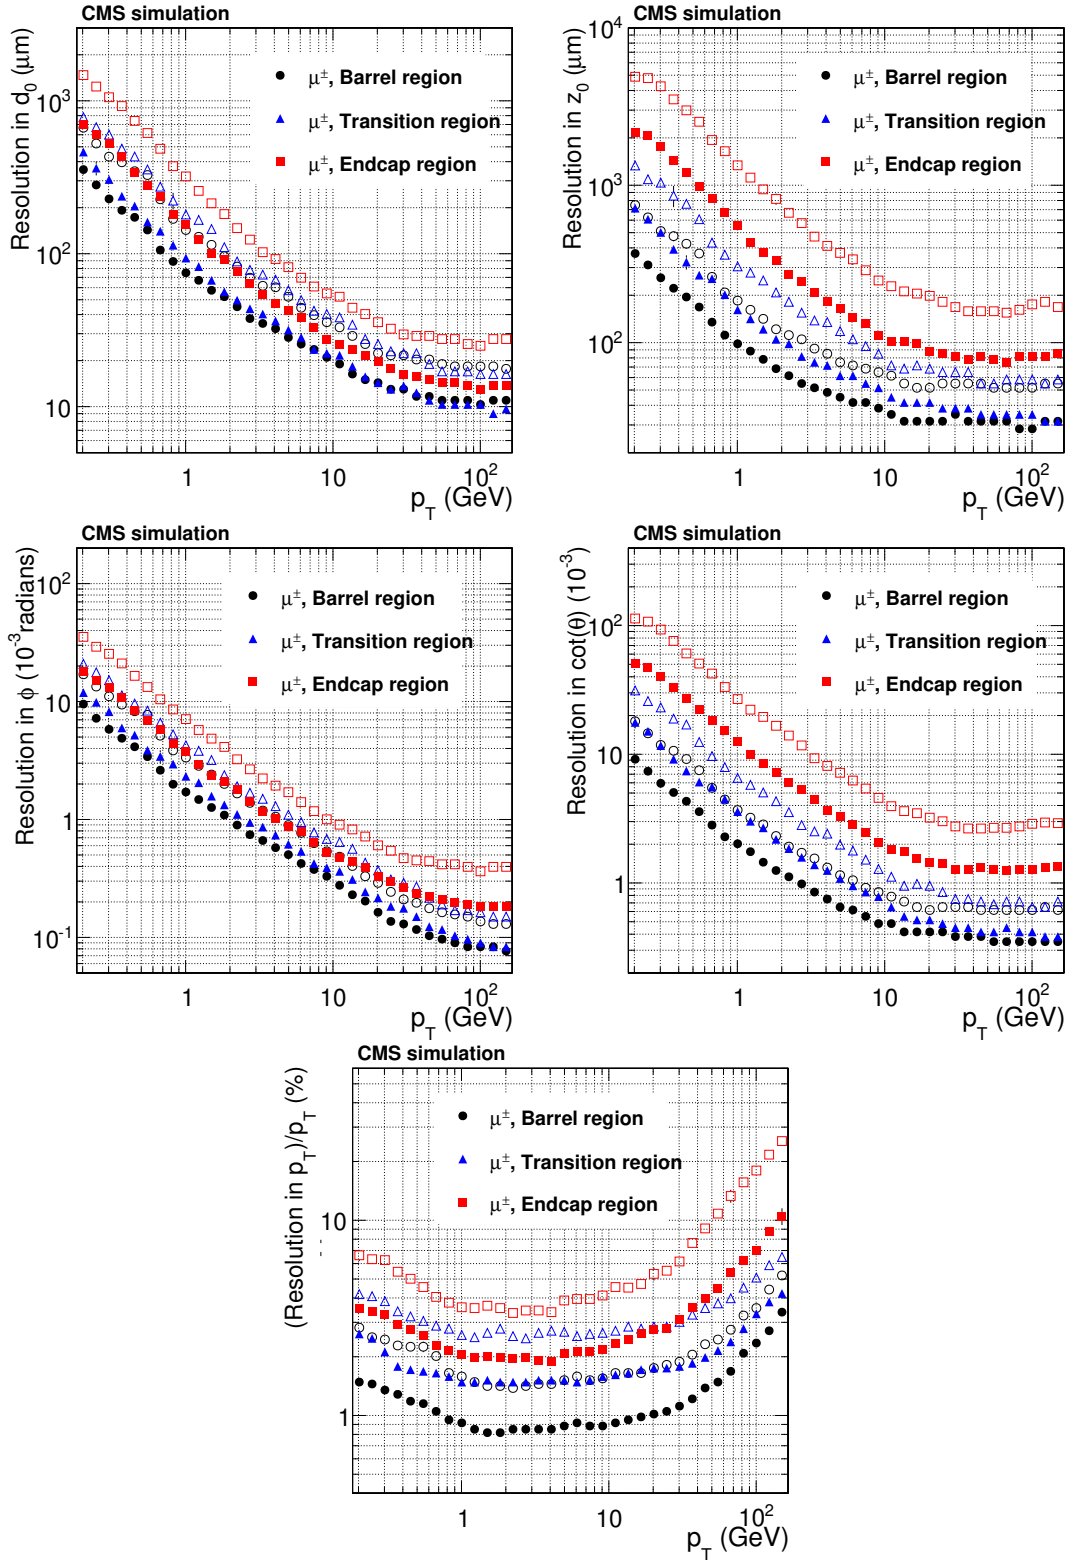 CMS simulation
Resolution in d0 (μm)
μ±, Barrel region
μ±, Transition region
μ±, Endcap region
10^3
10^2
10
1
10
10^2
pT (GeV)
CMS simulation
Resolution in z0 (μm)
μ±, Barrel region
μ±, Transition region
μ±, Endcap region
10^4
10^3
10^2
1
10
10^2
pT (GeV)
CMS simulation
Resolution in ϕ (10^-3 radians)
μ±, Barrel region
μ±, Transition region
μ±, Endcap region
10^2
10
1
10^-1
1
10
10^2
pT (GeV)
CMS simulation
Resolution in cot(θ) (10^-3)
μ±, Barrel region
μ±, Transition region
μ±, Endcap region
10^2
10
1
1
10
10^2
pT (GeV)
CMS simulation
(Resolution in pT)/pT (%)
μ±, Barrel region
μ±, Transition region
μ±, Endcap region
10
1
1
10
10^2
pT (GeV)